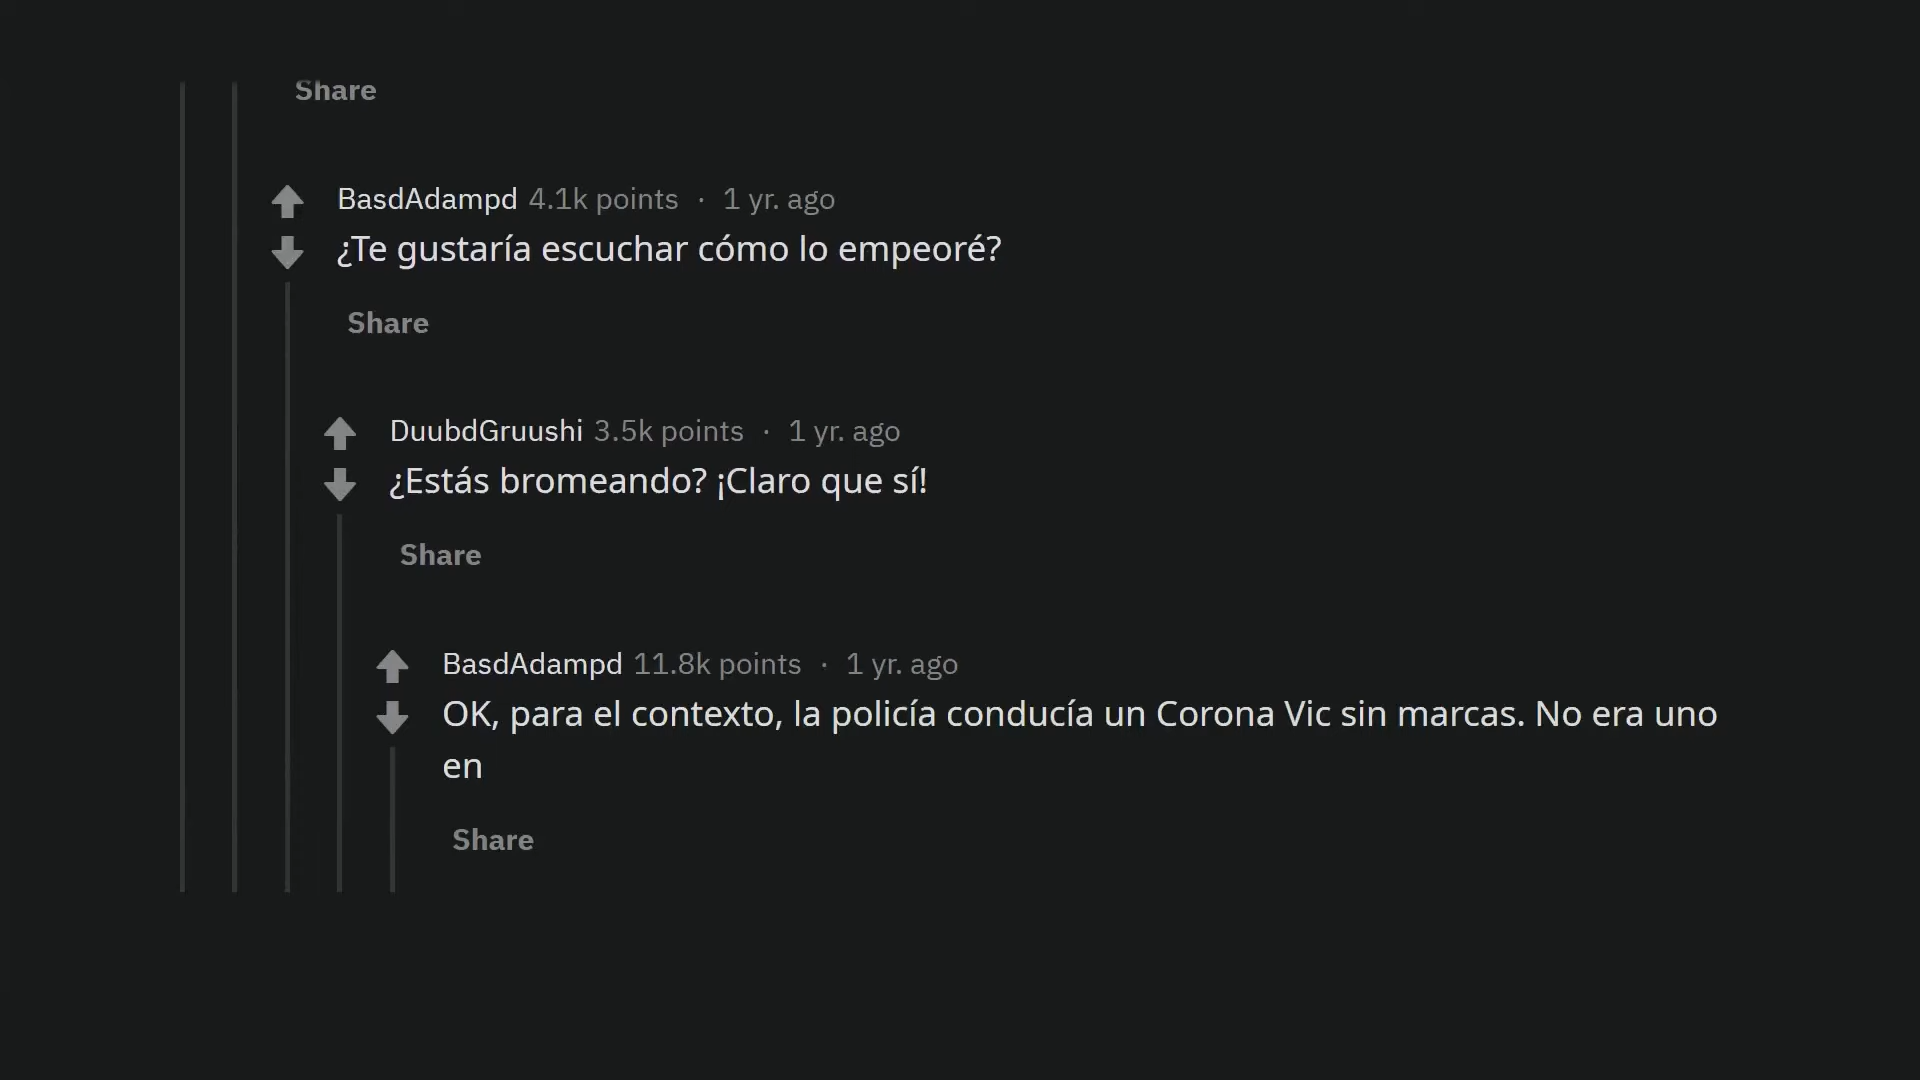 Share
BasdAdampd 4.1k points · 1 yr. ago
¿Te gustaría escuchar cómo lo empeoré?
Share
DuubdGruushi 3.5k points · 1 yr. ago
¿Estás bromeando? ¡Claro que sí!
Share
BasdAdampd 11.8k points · 1 yr. ago
OK, para el contexto, la policía conducía un Corona Vic sin marcas. No era uno
en
Share